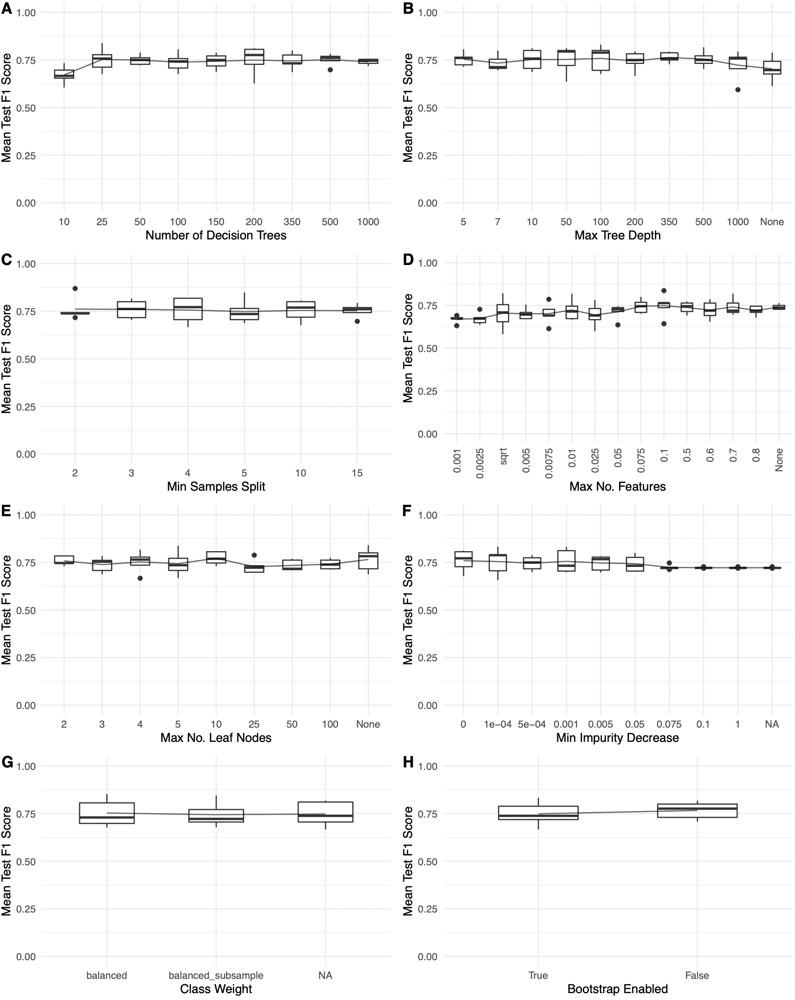 A
Mean Test F1 Score
1.00
0.75
0.50
0.25
0.00
10 25 50 100 150 200 350 500 1000
Number of Decision Trees
B
Mean Test F1 Score
1.00
0.75
0.50
0.25
0.00
5 7 10 50 100 200 350 500 1000 None
Max Tree Depth
C
Mean Test F1 Score
1.00
0.75
0.50
0.25
0.00
2 3 4 5 10 15
Min Samples Split
D
Mean Test F1 Score
1.00
0.75
0.50
0.25
0.00
0.001
0.0025
sqrt
0.005
0.0075
0.01
0.025
0.05
0.075
0.1
0.5
0.6
0.7
0.8
None
Max No. Features
E
Mean Test F1 Score
1.00
0.75
0.50
0.25
0.00
2 3 4 5 10 25 50 100 None
Max No. Leaf Nodes
F
Mean Test F1 Score
1.00
0.75
0.50
0.25
0.00
0 1e−04 5e−04 0.001 0.005 0.05 0.075 0.1 1 NA
Min Impurity Decrease
G
Mean Test F1 Score
1.00
0.75
0.50
0.25
0.00
balanced balanced_subsample NA
Class Weight
H
Mean Test F1 Score
1.00
0.75
0.50
0.25
0.00
True False
Bootstrap Enabled